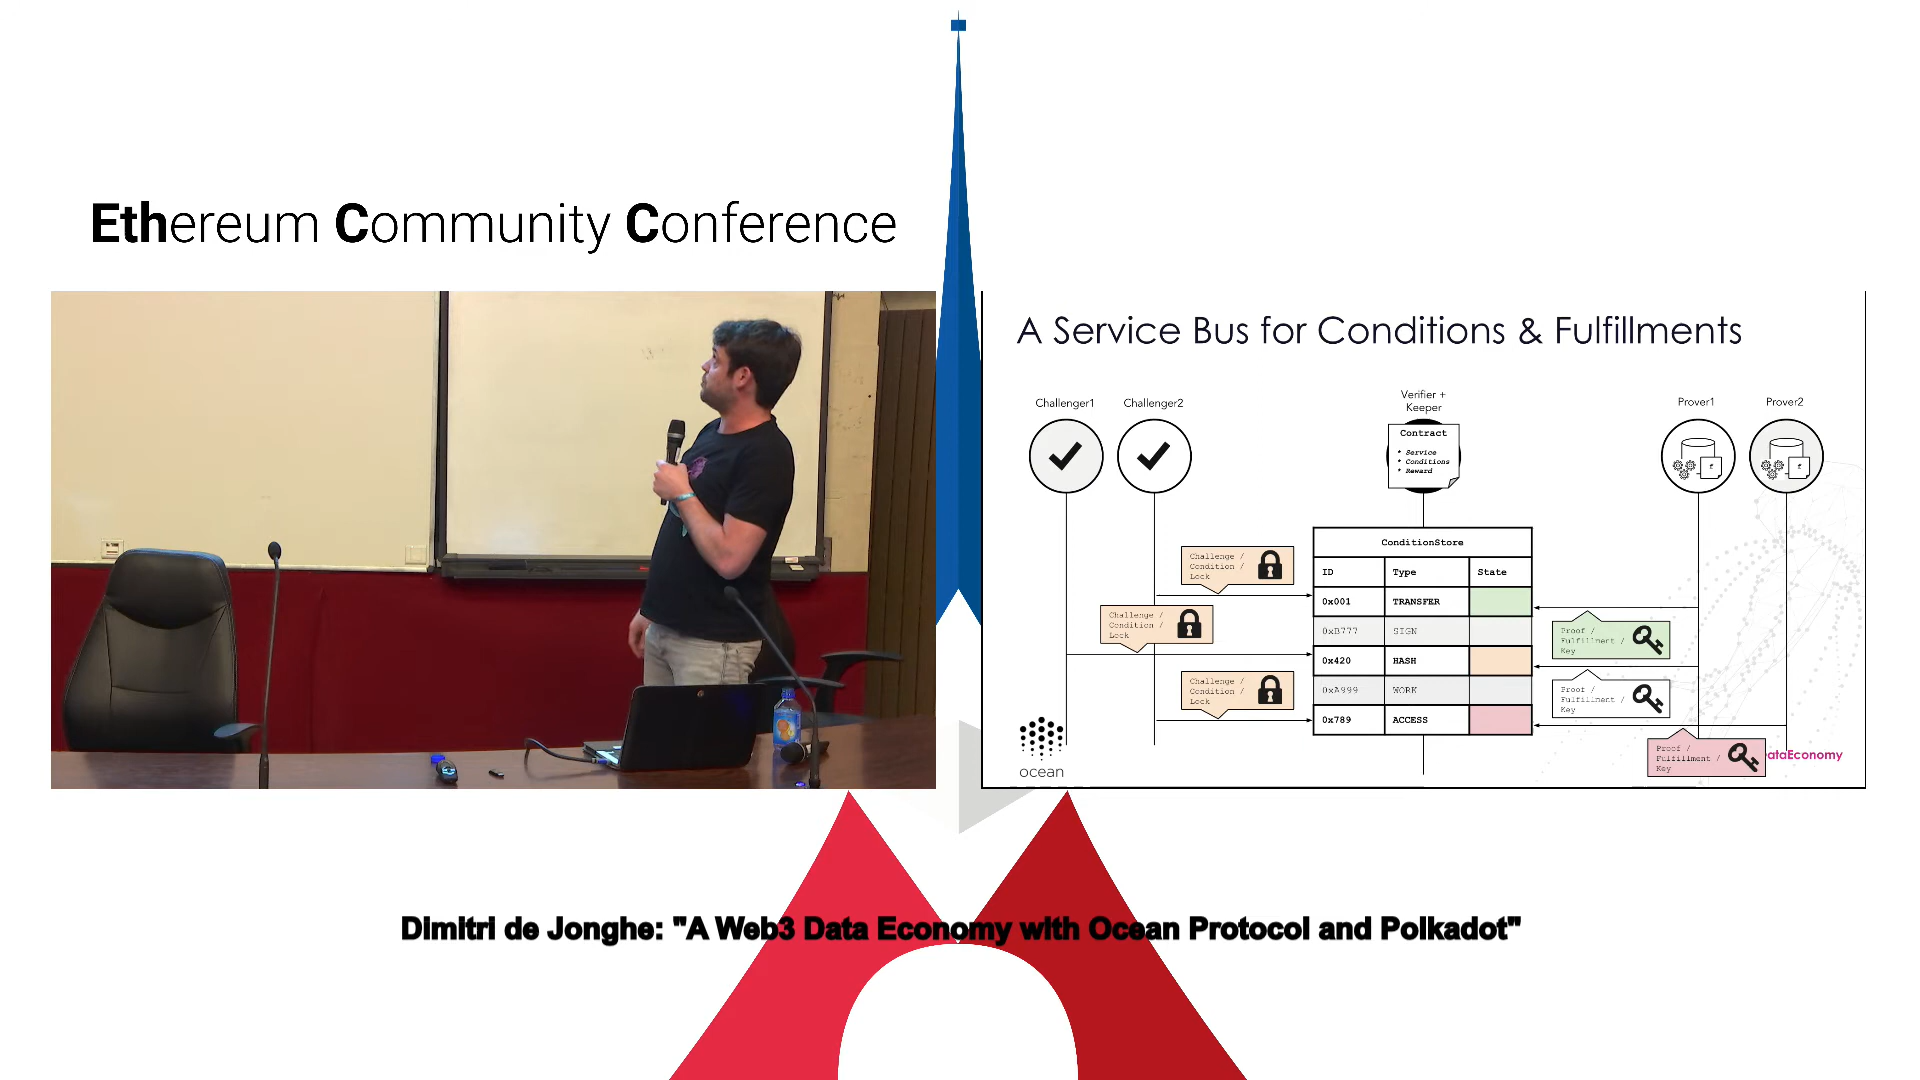 Ethereum Community Conference
A Service Bus for Conditions & Fulfillments
Challenger1
Challenger2
Verifier +
Keeper
Prover1
Prover2
Contract
• Service
• Conditions
• Reward
f
f
ConditionStore
ID Type State
0x001 TRANSFER
0xB777 SIGN
0x420 HASH
0xA999 WORK
0x789 ACCESS
Challenge /
Condition /
Lock
Challenge /
Condition /
Lock
Challenge /
Condition /
Lock
Proof /
Fulfillment /
Key
Proof /
Fulfillment /
Key
Proof /
Fulfillment /
Key
ocean
ataEconomy
Dimitri de Jonghe: "A Web3 Data Economy with Ocean Protocol and Polkadot"